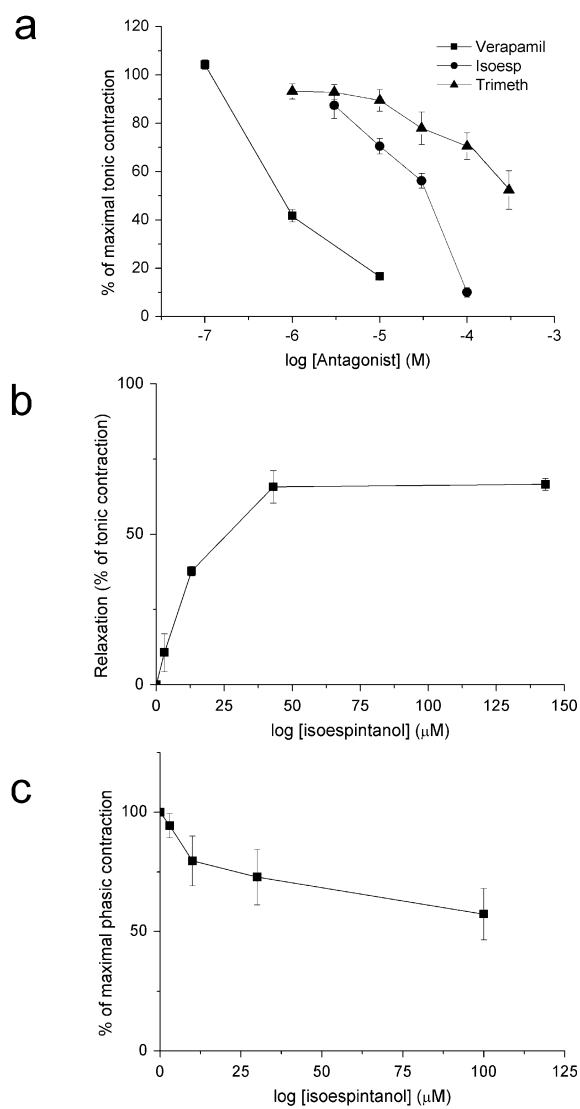 a
120
100
80
60
40
20
0
% of maximal tonic contraction
Verapamil
Isoesp
Trimeth
-7 -6 -5 -4 -3
log [Antagonist] (M)
b
100
50
0
Relaxation (% of tonic contraction)
0 25 50 75 100 125 150
log [isoespintanol] (μM)
c
100
50
0
% of maximal phasic contraction
0 25 50 75 100 125
log [isoespintanol] (μM)